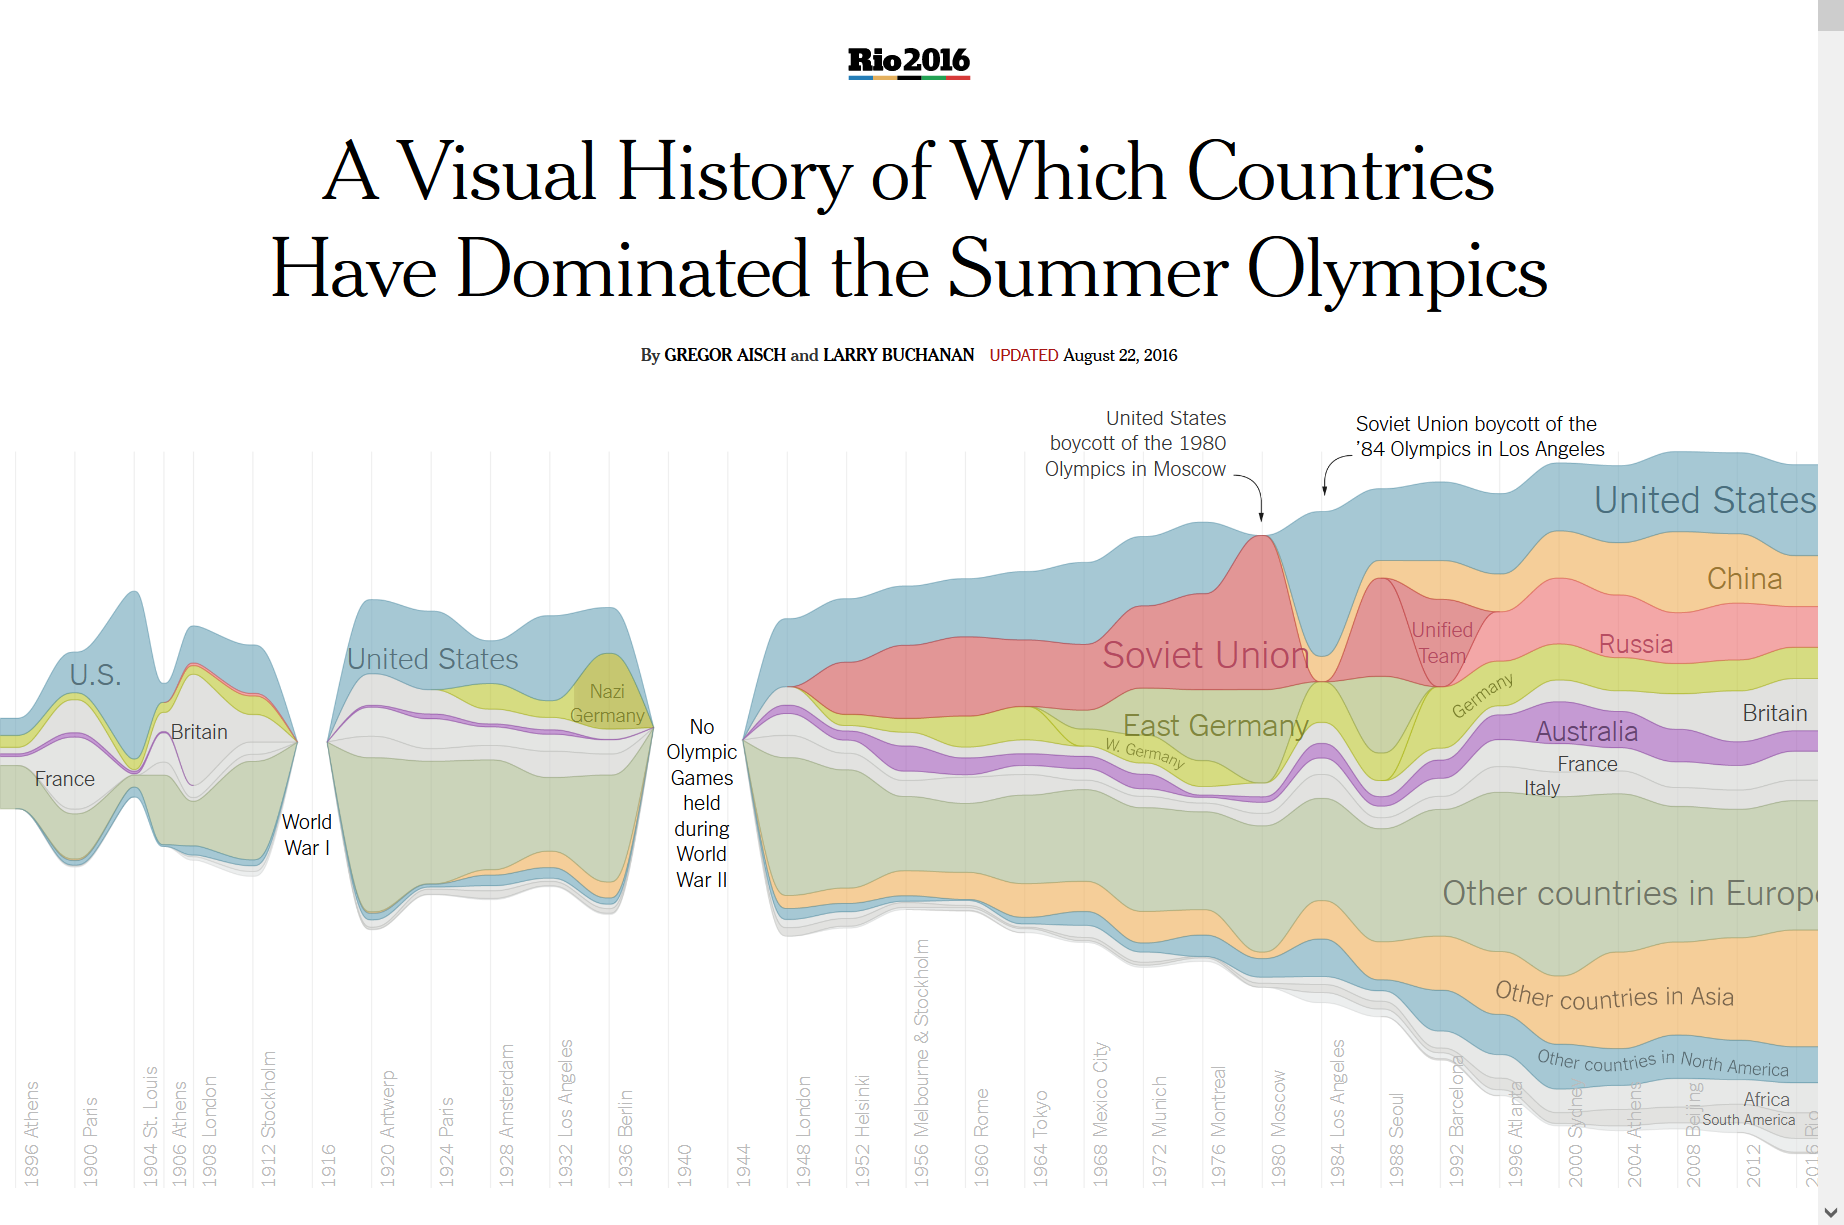 Rio2016
A Visual History of Which Countries
Have Dominated the Summer Olympics
By GREGOR AISCH and LARRY BUCHANAN UPDATED August 22, 2016
United States
boycott of the 1980
Olympics in Moscow
Soviet Union boycott of the
’84 Olympics in Los Angeles
U.S.
France
Britain
World
War I
United States
Nazi
Germany
No
Olympic
Games
held
during
World
War II
Soviet Union
East Germany
W. Germany
Unified
Team
Germany
United States
China
Russia
Britain
Australia
France
Italy
Other countries in Europe
Other countries in Asia
Other countries in North America
Africa
South America
1896 Athens
1900 Paris
1904 St. Louis
1906 Athens
1908 London
1912 Stockholm
1916
1920 Antwerp
1924 Paris
1928 Amsterdam
1932 Los Angeles
1936 Berlin
1940
1944
1948 London
1952 Helsinki
1956 Melbourne & Stockholm
1960 Rome
1964 Tokyo
1968 Mexico City
1972 Munich
1976 Montreal
1980 Moscow
1984 Los Angeles
1988 Seoul
1992 Barcelona
1996 Atlanta
2000 Sydney
2004 Athens
2008 Beijing
2012
2016 Rio